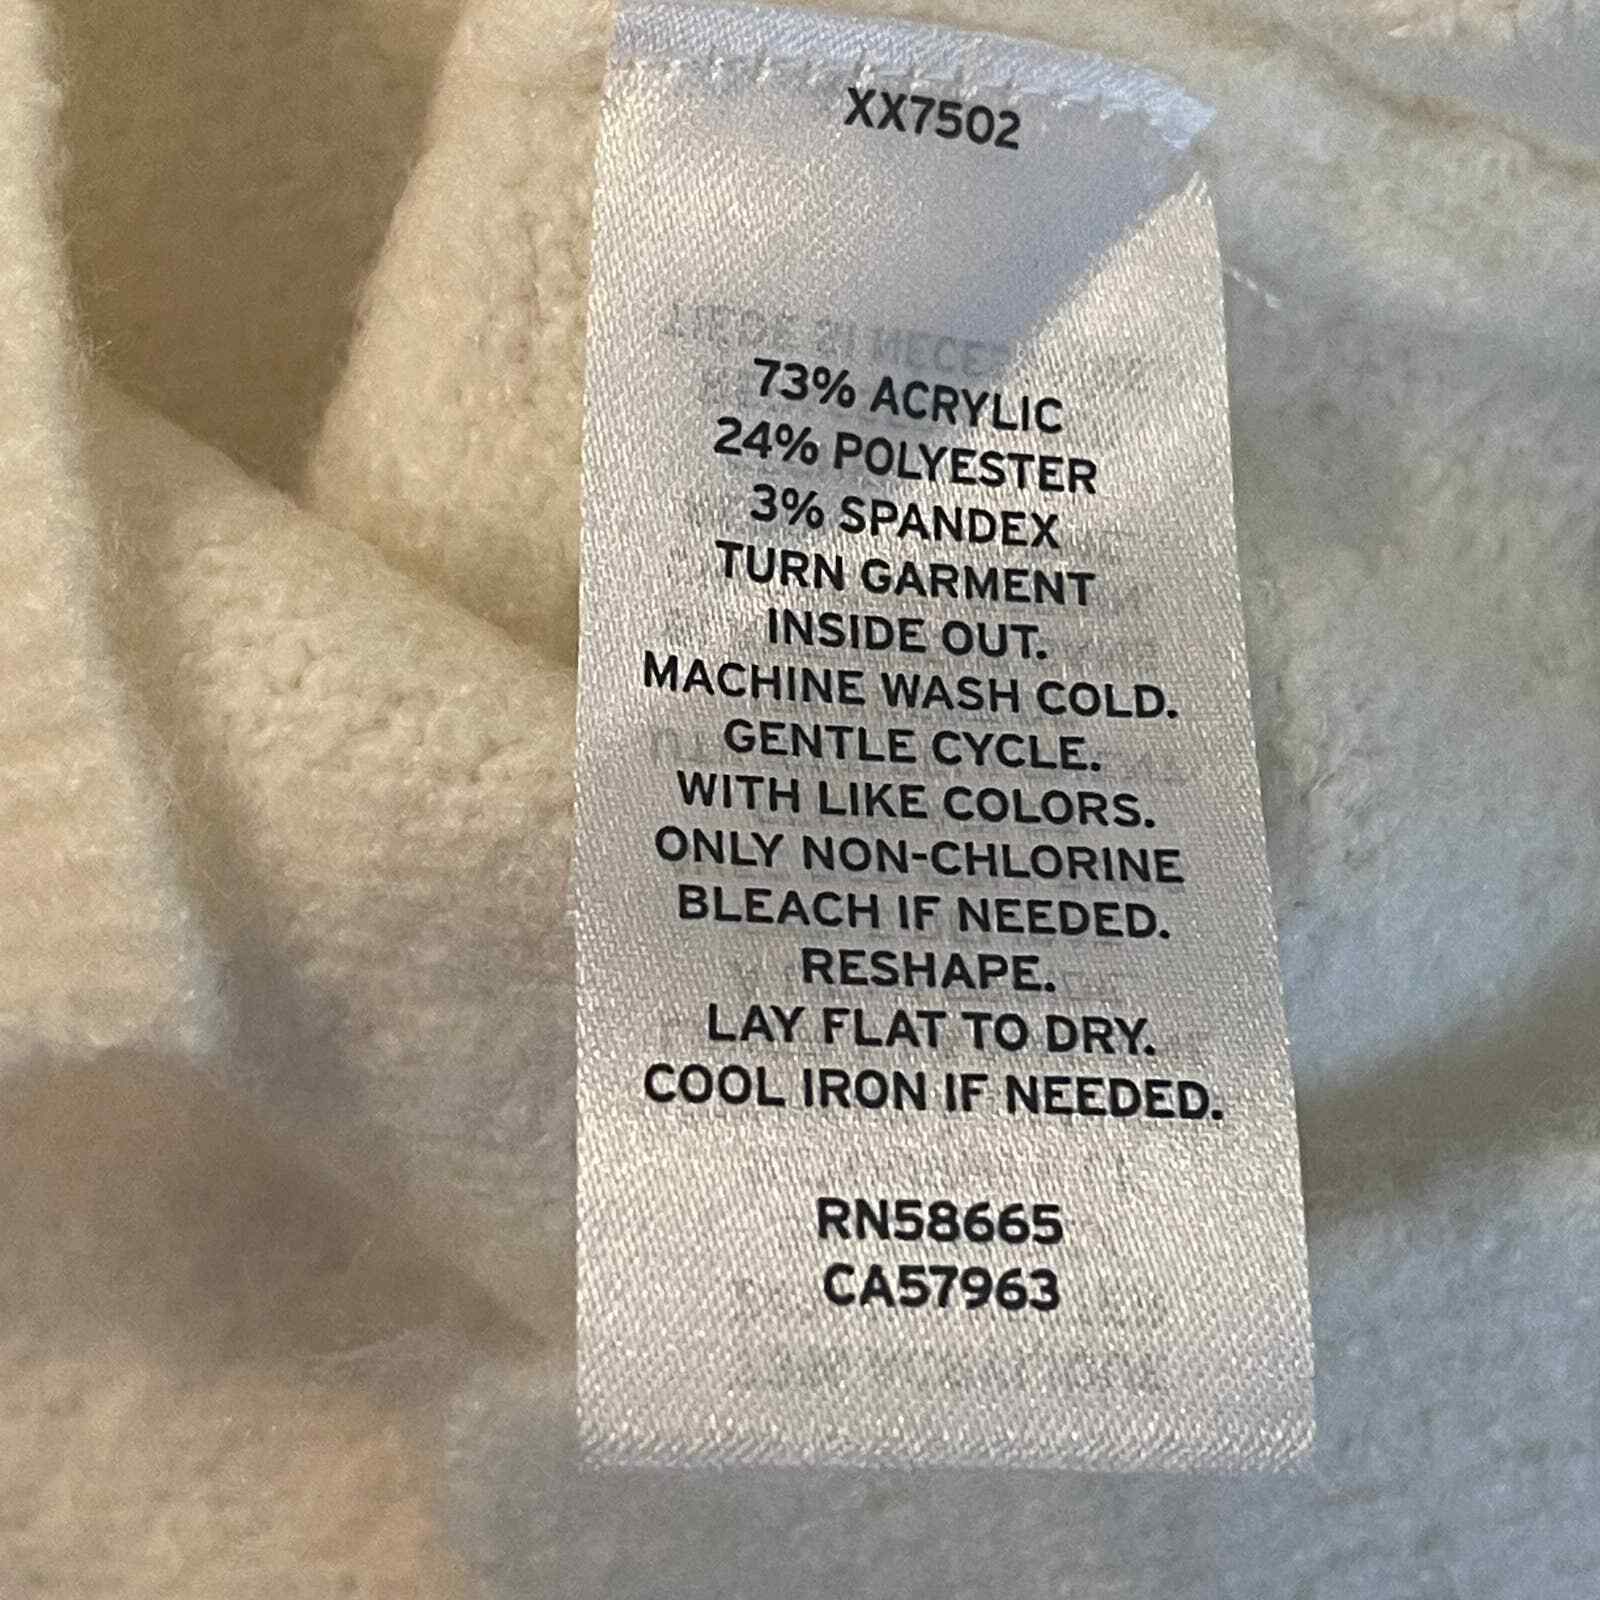 XX7502
73% ACRYLIC
24% POLYESTER
3% SPANDEX
TURN GARMENT
INSIDE OUT.
MACHINE WASH COLD.
GENTLE CYCLE.
WITH LIKE COLORS.
ONLY NON-CHLORINE
BLEACH IF NEEDED.
RESHAPE.
LAY FLAT TO DRY.
COOL IRON IF NEEDED.
RN58665
CA57963